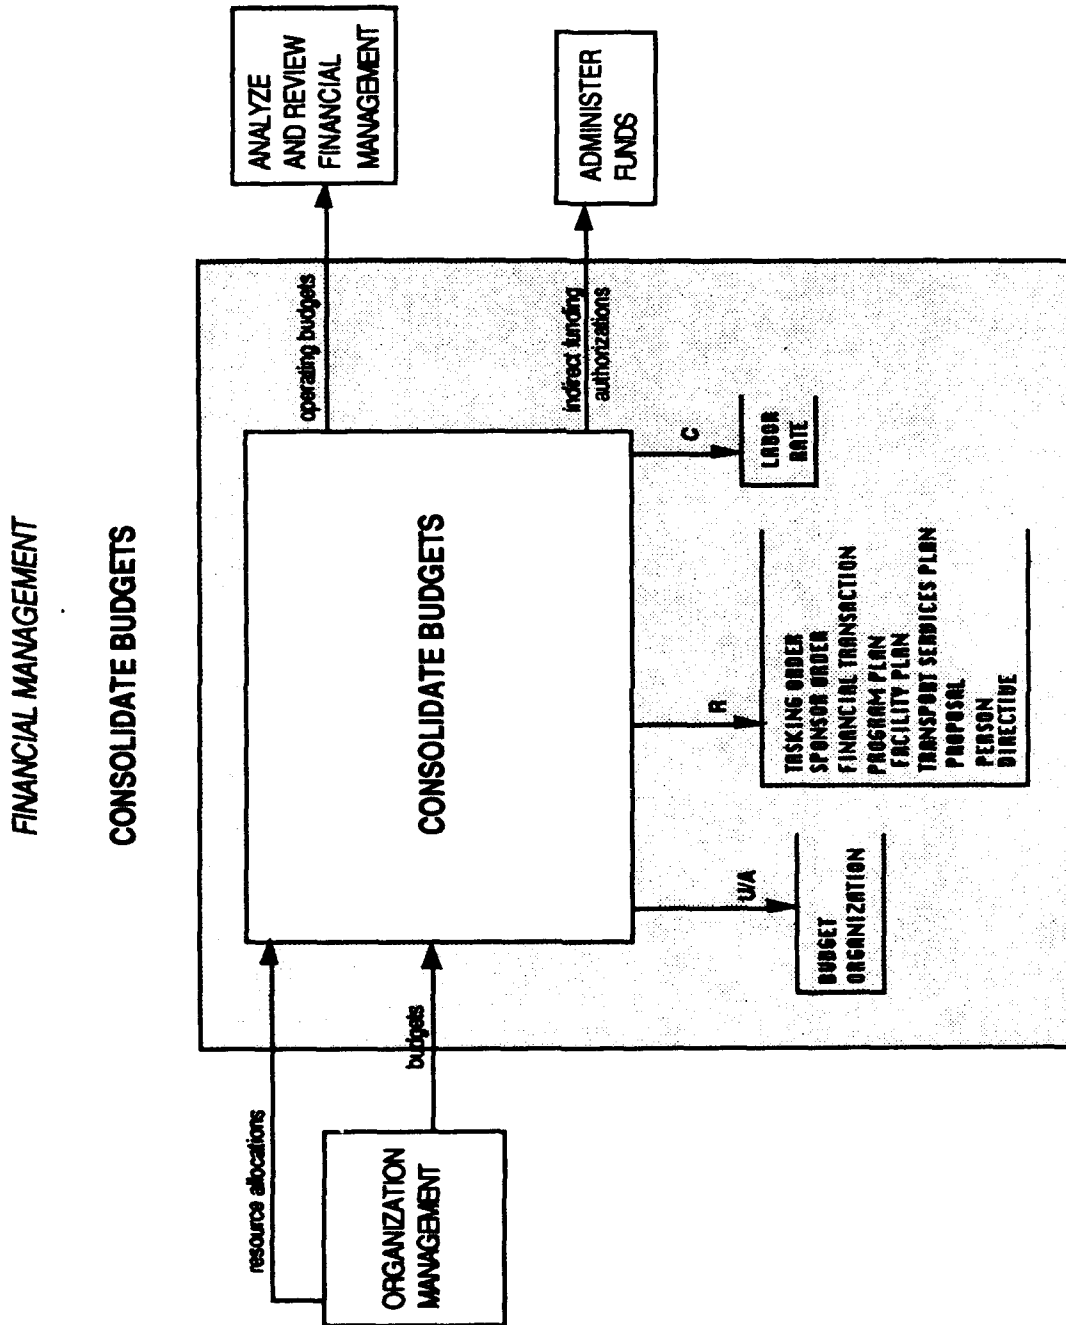 FINANCIAL MANAGEMENT
CONSOLIDATE BUDGETS
resource allocations
budgets
ORGANIZATION
MANAGEMENT
CONSOLIDATE BUDGETS
operating budgets
indirect funding
authorizations
ANALYZE
AND REVIEW
FINANCIAL
MANAGEMENT
ADMINISTER
FUNDS
U/A
R
C
BUDGET
ORGANIZATION
TASKING ORDER
SPONSOR ORDER
FINANCIAL TRANSACTION
PROGRAM PLAN
FACILITY PLAN
TRANSPORT SERVICES PLAN
PROPOSAL
PERSON
DIRECTIVE
LABOR
RATE